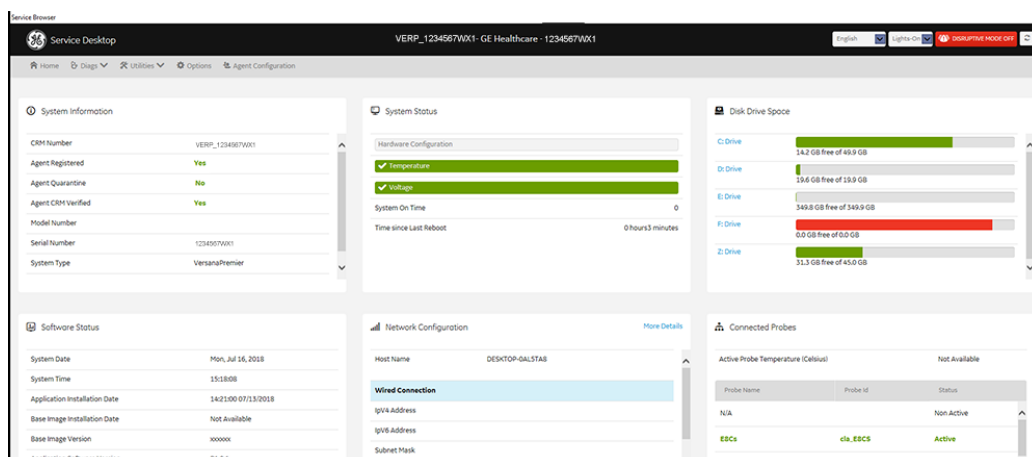 Service Browser
Service Desktop
VERP_1234567WX1- GE Healthcare - 1234567WX1
English
Lights-On
DISRUPTIVE MODE OFF
Home Diags Utilities Options Agent Configuration
System Information
CRM Number VERP_1234567WX1
Agent Registered Yes
Agent Quarantine No
Agent CRM Verified Yes
Model Number
Serial Number 1234567WX1
System Type VersanaPremier
System Status
Hardware Configuration
Temperature
Voltage
System On Time 0
Time since Last Reboot 0 hours3 minutes
Disk Drive Space
C: Drive
14.2 GB free of 49.9 GB
D: Drive
19.6 GB free of 19.9 GB
E: Drive
349.8 GB free of 349.9 GB
F: Drive
0.0 GB free of 0.0 GB
Z: Drive
31.3 GB free of 45.0 GB
Software Status
System Date Mon, Jul 16, 2018
System Time 15:18:08
Application Installation Date 14:21:00 07/13/2018
Base Image Installation Date Not Available
Base Image Version xxxxxx
Network Configuration More Details
Host Name DESKTOP-0AL5TA8
Wired Connection
IpV4 Address
IpV6 Address
Subnet Mask
Connected Probes
Active Probe Temperature (Celsius) Not Available
Probe Name Probe Id Status
N/A Non Active
E8Cs cla_E8CS Active